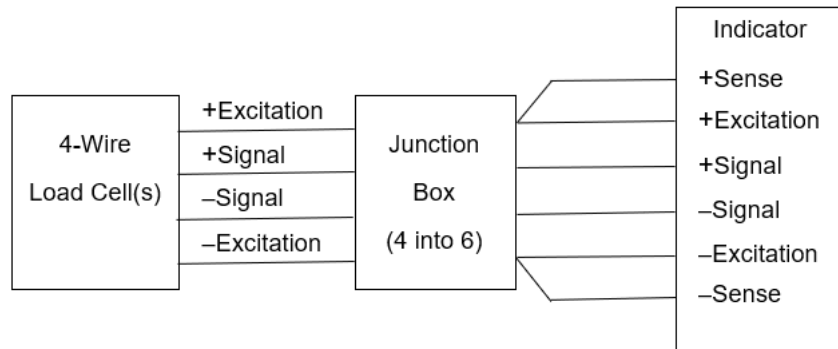 4-Wire
Load Cell(s)
+Excitation
+Signal
–Signal
–Excitation
Junction
Box
(4 into 6)
Indicator
+Sense
+Excitation
+Signal
–Signal
–Excitation
–Sense